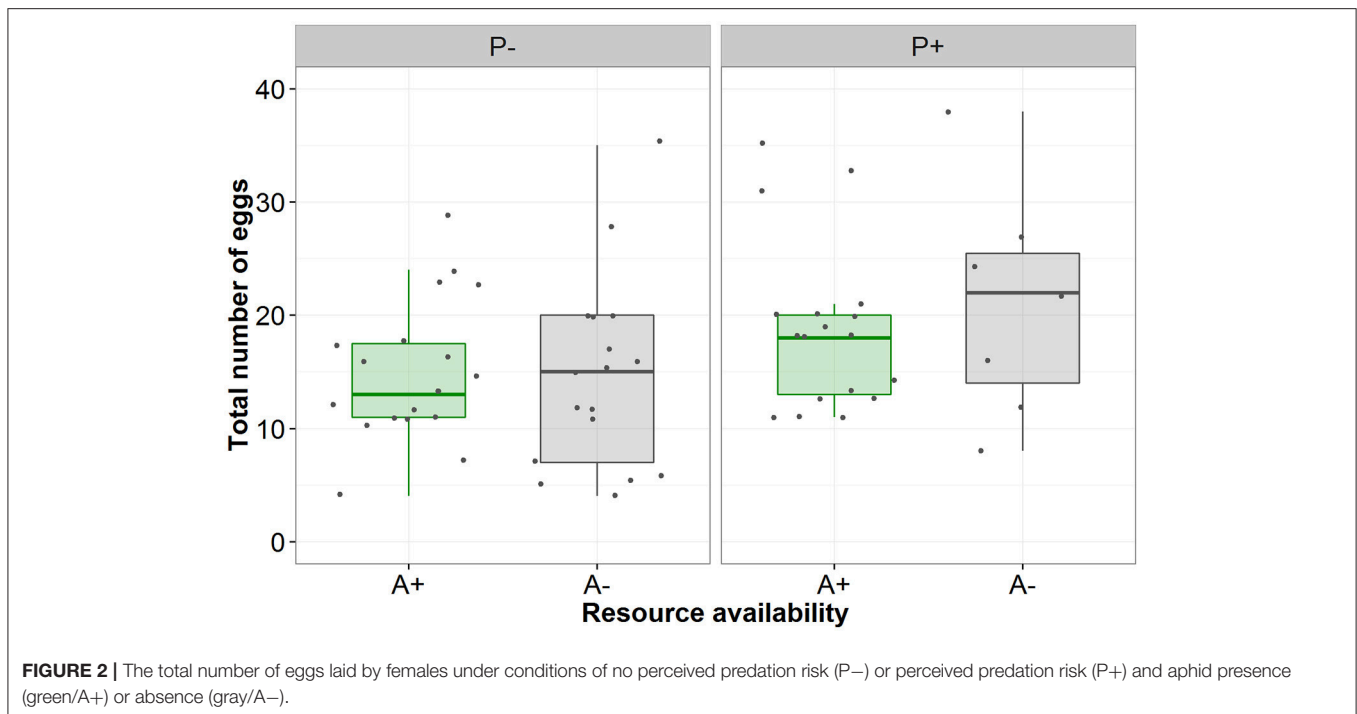 P- P+
40
30
20
10
0
Total number of eggs
A+ A- A+ A-
Resource availability
FIGURE 2 | The total number of eggs laid by females under conditions of no perceived predation risk (P−) or perceived predation risk (P+) and aphid presence
(green/A+) or absence (gray/A−).